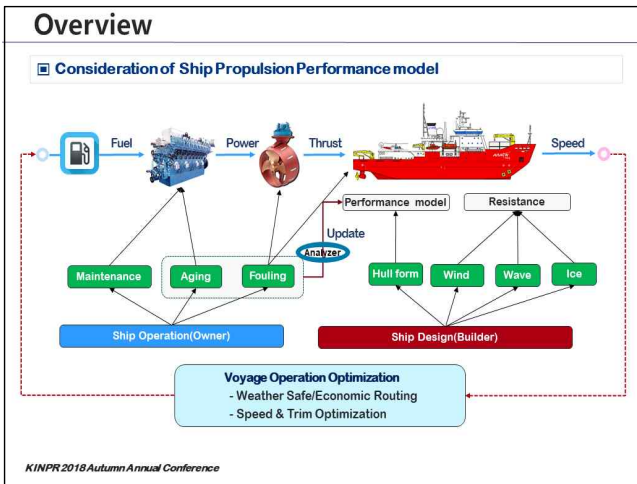 Overview
Consideration of Ship Propulsion Performance model
Fuel
Power
Thrust
Speed
Performance model
Resistance
Update
Analyzer
Maintenance
Aging
Fouling
Hull form
Wind
Wave
Ice
Ship Operation(Owner)
Ship Design(Builder)
Voyage Operation Optimization
- Weather Safe/Economic Routing
- Speed & Trim Optimization
KINPR 2018 Autumn Annual Conference